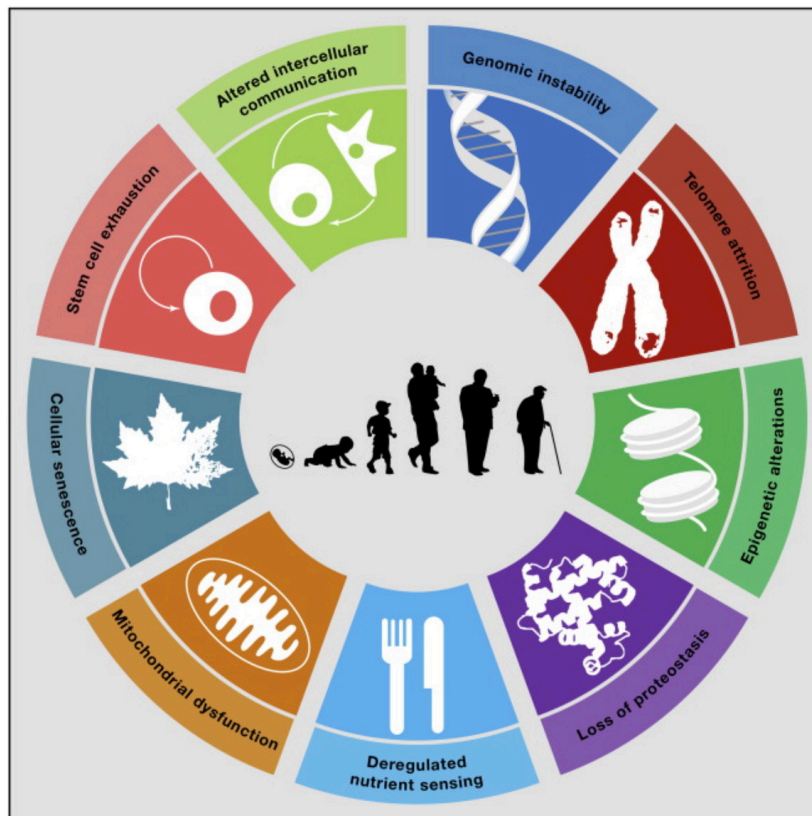 Genomic instability
Telomere attrition
Epigenetic alterations
Loss of proteostasis
Deregulated
nutrient sensing
Mitochondrial dysfunction
Cellular senescence
Stem cell exhaustion
Altered intercellular
communication